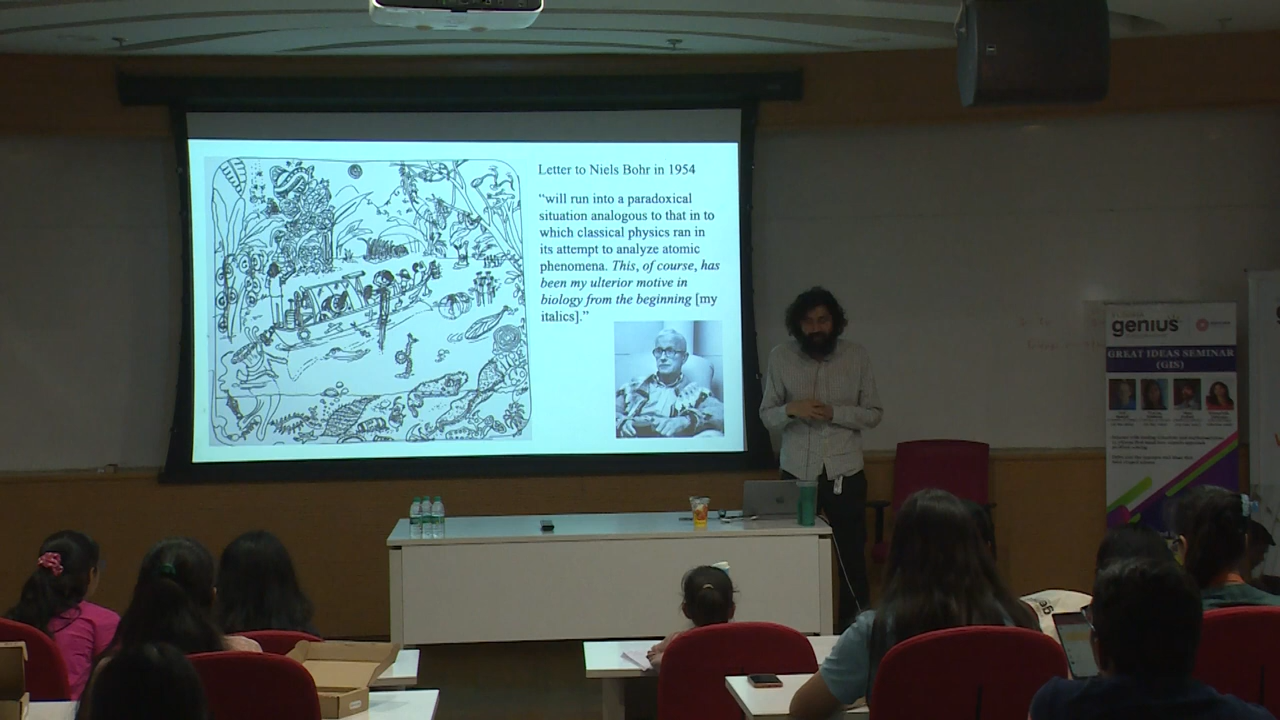 Letter to Niels Bohr in 1954
“will run into a paradoxical
situation analogous to that in to
which classical physics ran in
its attempt to analyze atomic
phenomena. This, of course, has
been my ulterior motive in
biology from the beginning [my
italics].”
genius
GREAT IDEAS SEMINAR
(GIS)